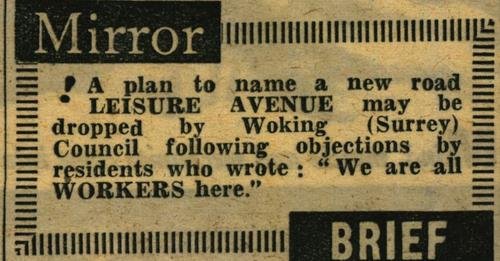 Mirror
! A plan to name a new road
LEISURE AVENUE may be
dropped by Woking (Surrey)
Council following objections by
residents who wrote : “We are all
WORKERS here.”
BRIEF